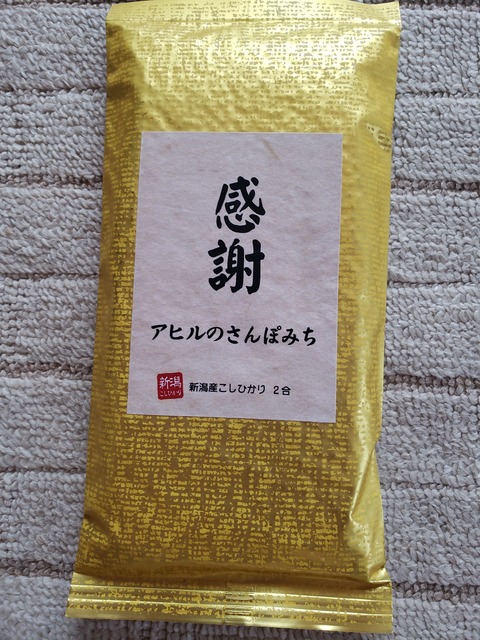 感
謝
アヒルのさんぽみち
新潟
こしひかり
新潟産こしひかり 2合